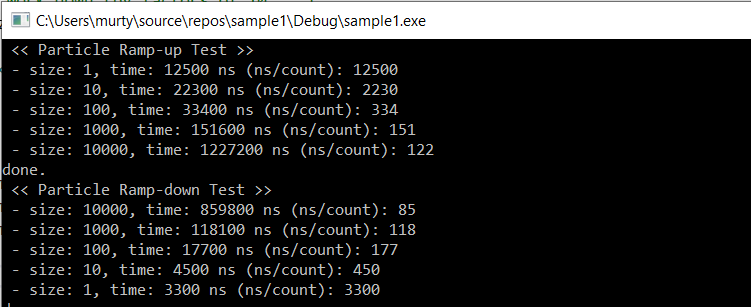 C:\Users\murty\source\repos\sample1\Debug\sample1.exe
<< Particle Ramp-up Test >>
- size: 1, time: 12500 ns (ns/count): 12500
- size: 10, time: 22300 ns (ns/count): 2230
- size: 100, time: 33400 ns (ns/count): 334
- size: 1000, time: 151600 ns (ns/count): 151
- size: 10000, time: 1227200 ns (ns/count): 122
done.
<< Particle Ramp-down Test >>
- size: 10000, time: 859800 ns (ns/count): 85
- size: 1000, time: 118100 ns (ns/count): 118
- size: 100, time: 17700 ns (ns/count): 177
- size: 10, time: 4500 ns (ns/count): 450
- size: 1, time: 3300 ns (ns/count): 3300